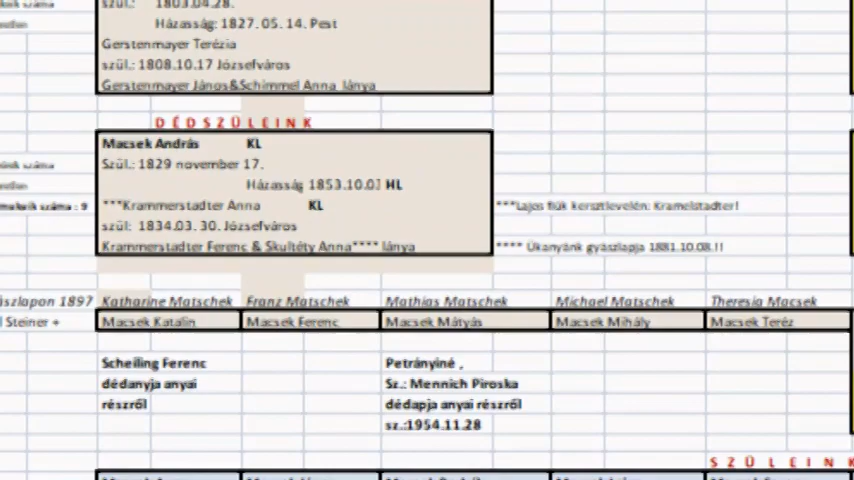 szül.: 1803.04.28.
Házasság: 1827. 05. 14. Pest
Gerstenmayer Terézia
szül.: 1808.10.17 Józsefváros
Gerstenmayer János&Schimmel Anna lánya
DÉDSZÜLEINK
Macsek András KL
Szül.: 1829 november 17.
Házasság 1853.10.03 HL
***Krammerstadter Anna KL
***Lajos fiúk keresztlevelén: Kramelstadter!
szül: 1834.03. 30. Józsefváros
Krammerstadter Ferenc & Skultéty Anna**** lánya
**** Ükanyánk gyászlapja 1881.10.08.!!
1897 Katharine Matschek Franz Matschek Mathias Matschek Michael Matschek Theresia Macsek
Steiner + Macsek Katalin Macsek Ferenc Macsek Mátyás Macsek Mihály Macsek Teréz
Scheiling Ferenc
dédanyja anyai
részről
Petrányiné ,
Sz.: Mennich Piroska
dédapja anyai részről
sz.:1954.11.28
SZÜLEINK